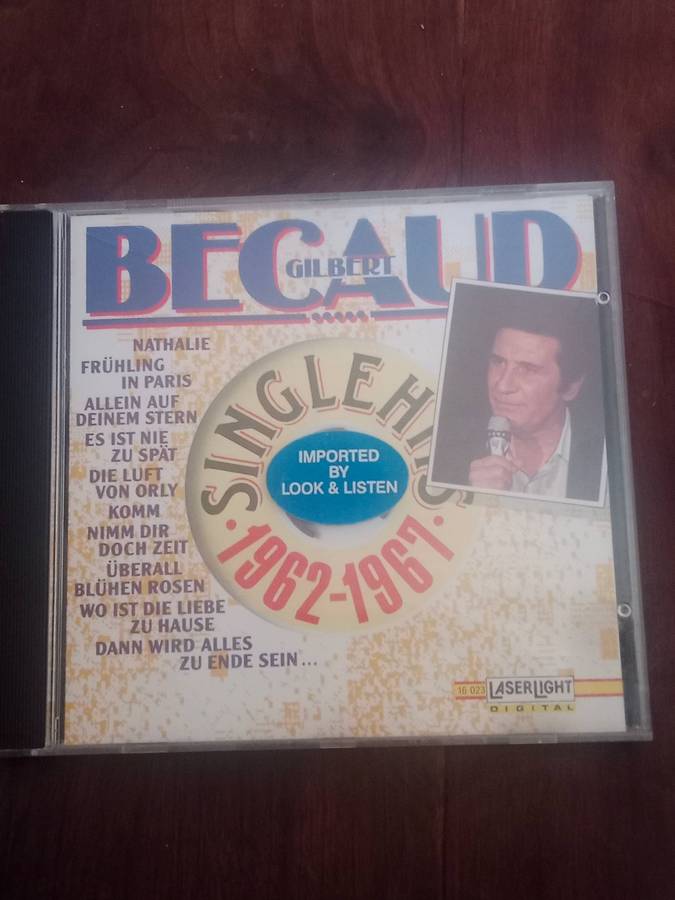 BECAUD
GILBERT
NATHALIE
FRÜHLING
IN PARIS
ALLEIN AUF
DEINEM STERN
ES IST NIE
ZU SPÄT
DIE LUFT
VON ORLY
KOMM
NIMM DIR
DOCH ZEIT
ÜBERALL
BLÜHEN ROSEN
WO IST DIE LIEBE
ZU HAUSE
DANN WIRD ALLES
ZU ENDE SEIN...
SINGLEHITS
·1962-1967·
IMPORTED
BY
LOOK & LISTEN
16 023 LASERLIGHT
DIGITAL